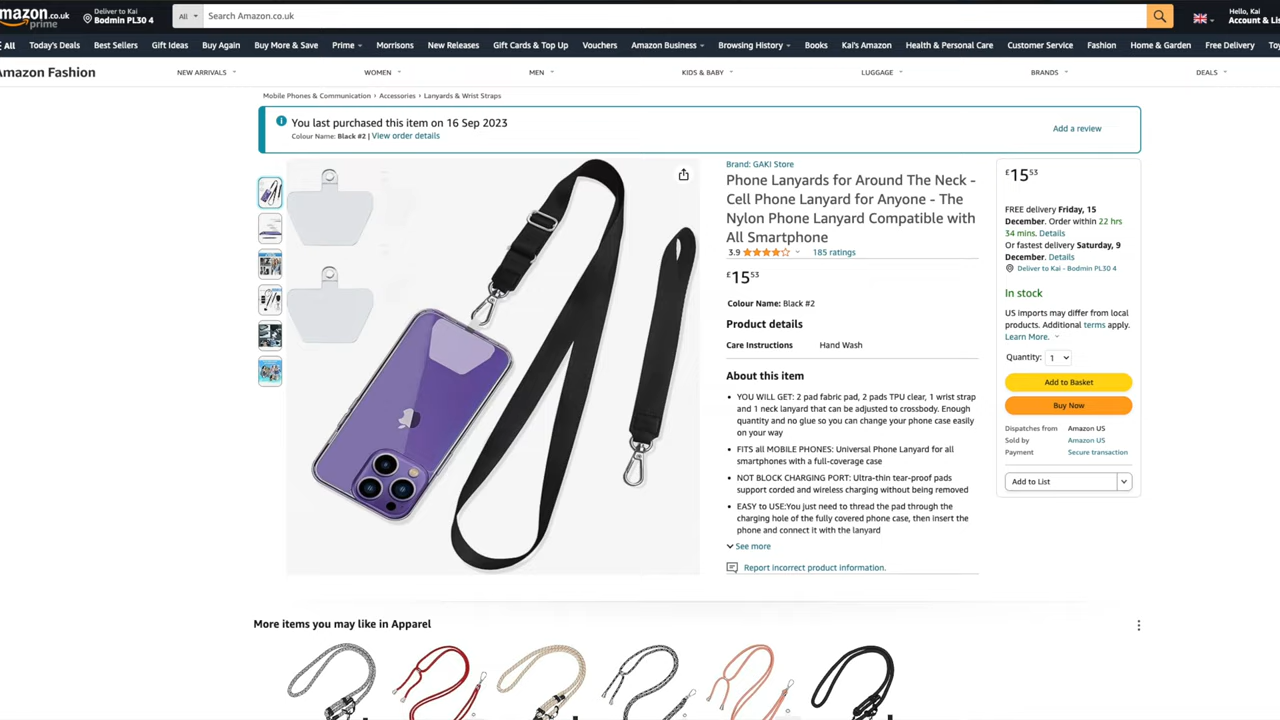 mazon.co.uk
prime
Deliver to Kai
Bodmin PL30 4
All
Search Amazon.co.uk
Hello, Kai
Account & Lis
All
Today's Deals
Best Sellers
Gift Ideas
Buy Again
Buy More & Save
Prime
Morrisons
New Releases
Gift Cards & Top Up
Vouchers
Amazon Business
Browsing History
Books
Kai's Amazon
Health & Personal Care
Customer Service
Fashion
Home & Garden
Free Delivery
Toy
Amazon Fashion
NEW ARRIVALS
WOMEN
MEN
KIDS & BABY
LUGGAGE
BRANDS
DEALS
Mobile Phones & Communication › Accessories › Lanyards & Wrist Straps
You last purchased this item on 16 Sep 2023
Colour Name: Black #2 | View order details
Add a review
Brand: GAKI Store
Phone Lanyards for Around The Neck -
Cell Phone Lanyard for Anyone - The
Nylon Phone Lanyard Compatible with
All Smartphone
3.9
185 ratings
£15 53
Colour Name: Black #2
Product details
Care Instructions Hand Wash
About this item
• YOU WILL GET: 2 pad fabric pad, 2 pads TPU clear, 1 wrist strap
and 1 neck lanyard that can be adjusted to crossbody. Enough
quantity and no glue so you can change your phone case easily
on your way
• FITS all MOBILE PHONES: Universal Phone Lanyard for all
smartphones with a full-coverage case
• NOT BLOCK CHARGING PORT: Ultra-thin tear-proof pads
support corded and wireless charging without being removed
• EASY to USE:You just need to thread the pad through the
charging hole of the fully covered phone case, then insert the
phone and connect it with the lanyard
See more
Report incorrect product information.
£15 53
FREE delivery Friday, 15
December. Order within 22 hrs
34 mins. Details
Or fastest delivery Saturday, 9
December. Details
Deliver to Kai - Bodmin PL30 4
In stock
US imports may differ from local
products. Additional terms apply.
Learn More.
Quantity: 1
Add to Basket
Buy Now
Dispatches from Amazon US
Sold by Amazon US
Payment Secure transaction
Add to List
More items you may like in Apparel